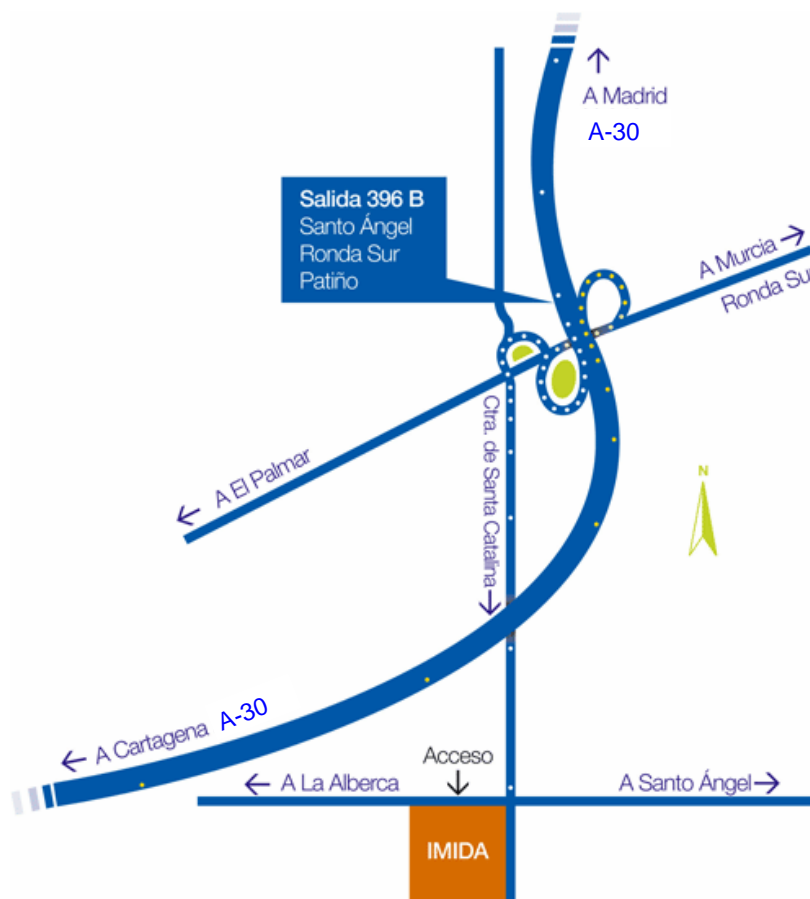 A Madrid
A-30
Salida 396 B
Santo Ángel
Ronda Sur
Patiño
A Murcia
Ronda Su
Ctra. de Santa Catalina
A El Palmar
N
A Cartagena A-30
Acceso
A La Alberca
A Santo Ángel
IMIDA